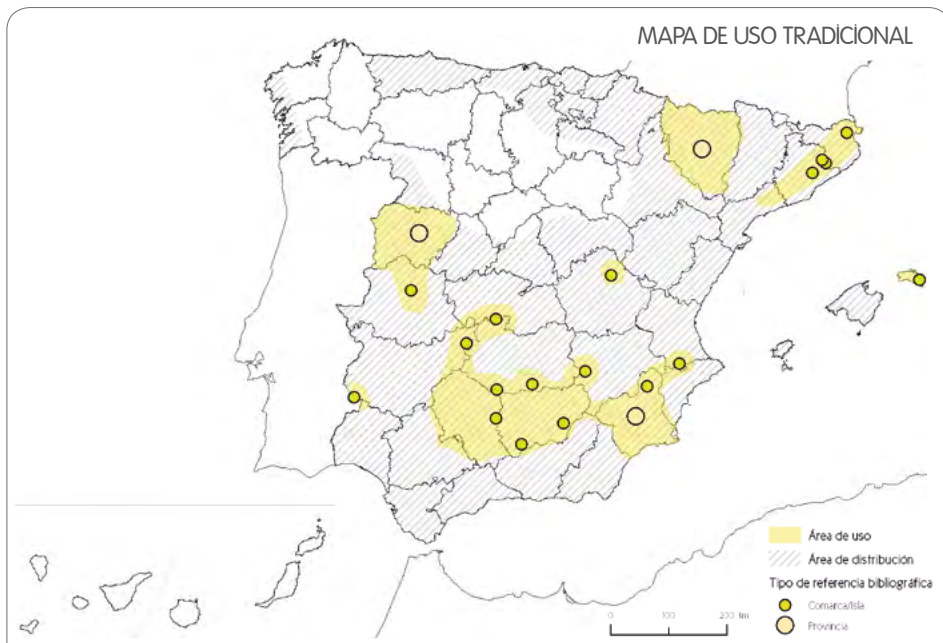 MAPA DE USO TRADICIONAL
Área de uso
Área de distribución
Tipo de referencia bibliográfica
Comarca/Isla
Provincia
0 100 200 km